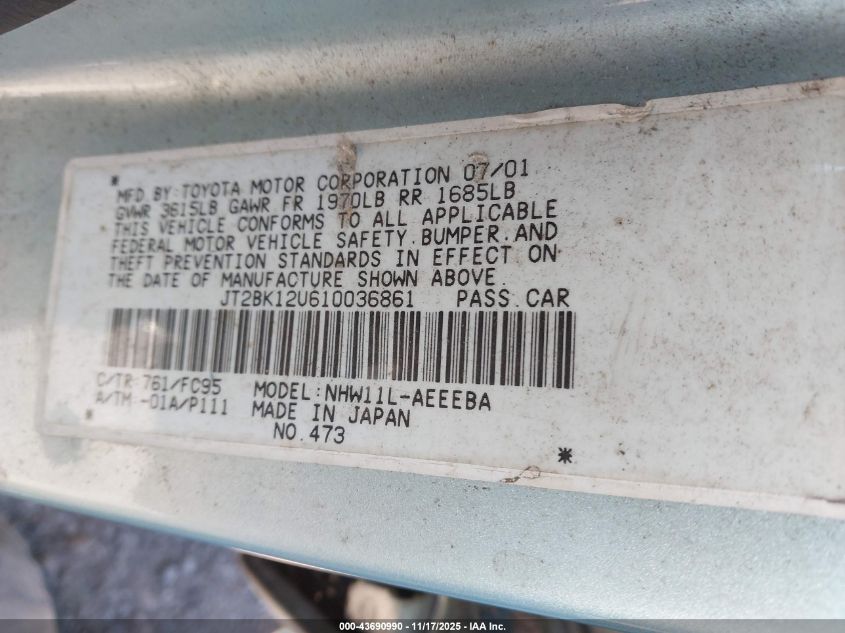 MFD BY:TOYOTA MOTOR CORPORATION 07/01
GVWR 3615LB GAWR FR 1970LB RR 1685LB
THIS VEHICLE CONFORMS TO ALL APPLICABLE
FEDERAL MOTOR VEHICLE SAFETY.BUMPER.AND
THEFT PREVENTION STANDARDS IN EFFECT ON
THE DATE OF MANUFACTURE SHOWN ABOVE.
JT2BK12U610036861 PASS.CAR
C/TR:761/FC95 MODEL:NHW11L-AEEEBA
A/TM:-01A/P111 MADE IN JAPAN
NO.473
000-43690990 - 11/17/2025 - IAA Inc.